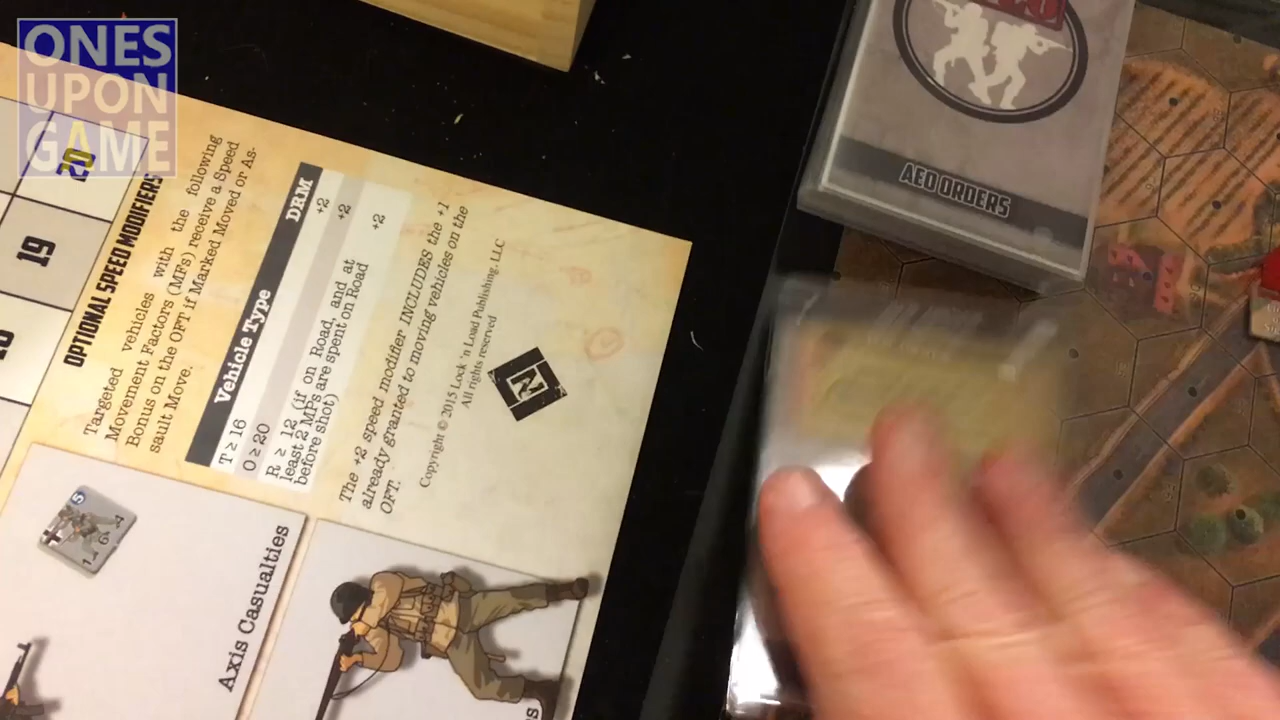 ONES
UPON
GAME
20
19
OPTIONAL SPEED MODIFIERS
Targeted vehicles with the following
Movement Factors (MFs) receive a Speed
Bonus on the OFT if Marked Moved or As-
sault Move.
Vehicle Type DRM
T ≥ 16 +2
O ≥ 20 +2
R ≥ 12 (if on Road, and at
least 2 MPs are spent on Road
before shot) +2
The +2 speed modifier INCLUDES the +1
already granted to moving vehicles on the
OFT.
Copyright © 2015 Lock 'n Load Publishing, LLC
All rights reserved
Axis Casualties
AEO ORDERS